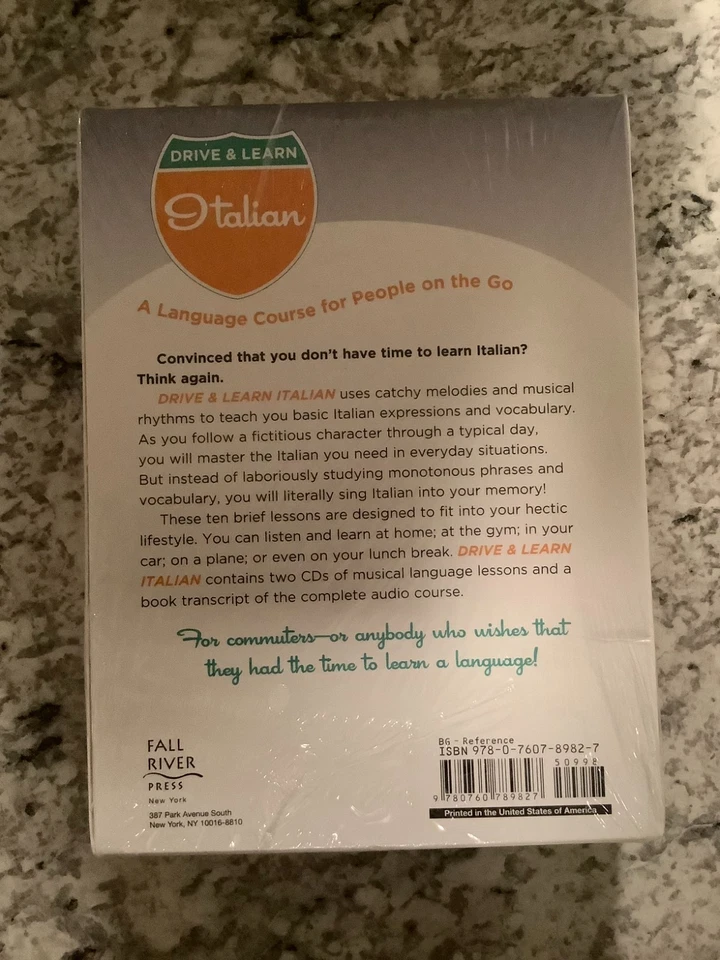 DRIVE & LEARN
Italian
A Language Course for People on the Go
Convinced that you don't have time to learn Italian?
Think again.
DRIVE & LEARN ITALIAN uses catchy melodies and musical
rhythms to teach you basic Italian expressions and vocabulary.
As you follow a fictitious character through a typical day,
you will master the Italian you need in everyday situations.
But instead of laboriously studying monotonous phrases and
vocabulary, you will literally sing Italian into your memory!
These ten brief lessons are designed to fit into your hectic
lifestyle. You can listen and learn at home; at the gym; in your
car; on a plane; or even on your lunch break. DRIVE & LEARN
ITALIAN contains two CDs of musical language lessons and a
book transcript of the complete audio course.
For commuters—or anybody who wishes that
they had the time to learn a language!
FALL
RIVER
PRESS
New York
387 Park Avenue South
New York, NY 10016-8810
BG - Reference
ISBN 978-0-7607-8982-7
50998
9 780760 789827
Printed in the United States of America